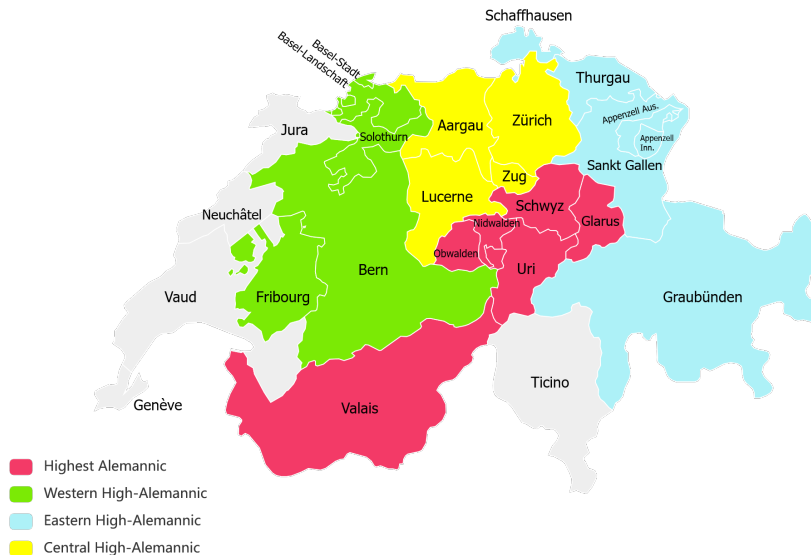 Schaffhausen
Basel-Stadt
Basel-Landschaft
Thurgau
Appenzell Aus.
Aargau
Zürich
Jura
Solothurn
Appenzell
Inn.
Sankt Gallen
Zug
Lucerne
Schwyz
Neuchâtel
Nidwalden
Glarus
Obwalden
Bern
Uri
Vaud
Fribourg
Graubünden
Ticino
Genève
Valais
Highest Alemannic
Western High-Alemannic
Eastern High-Alemannic
Central High-Alemannic